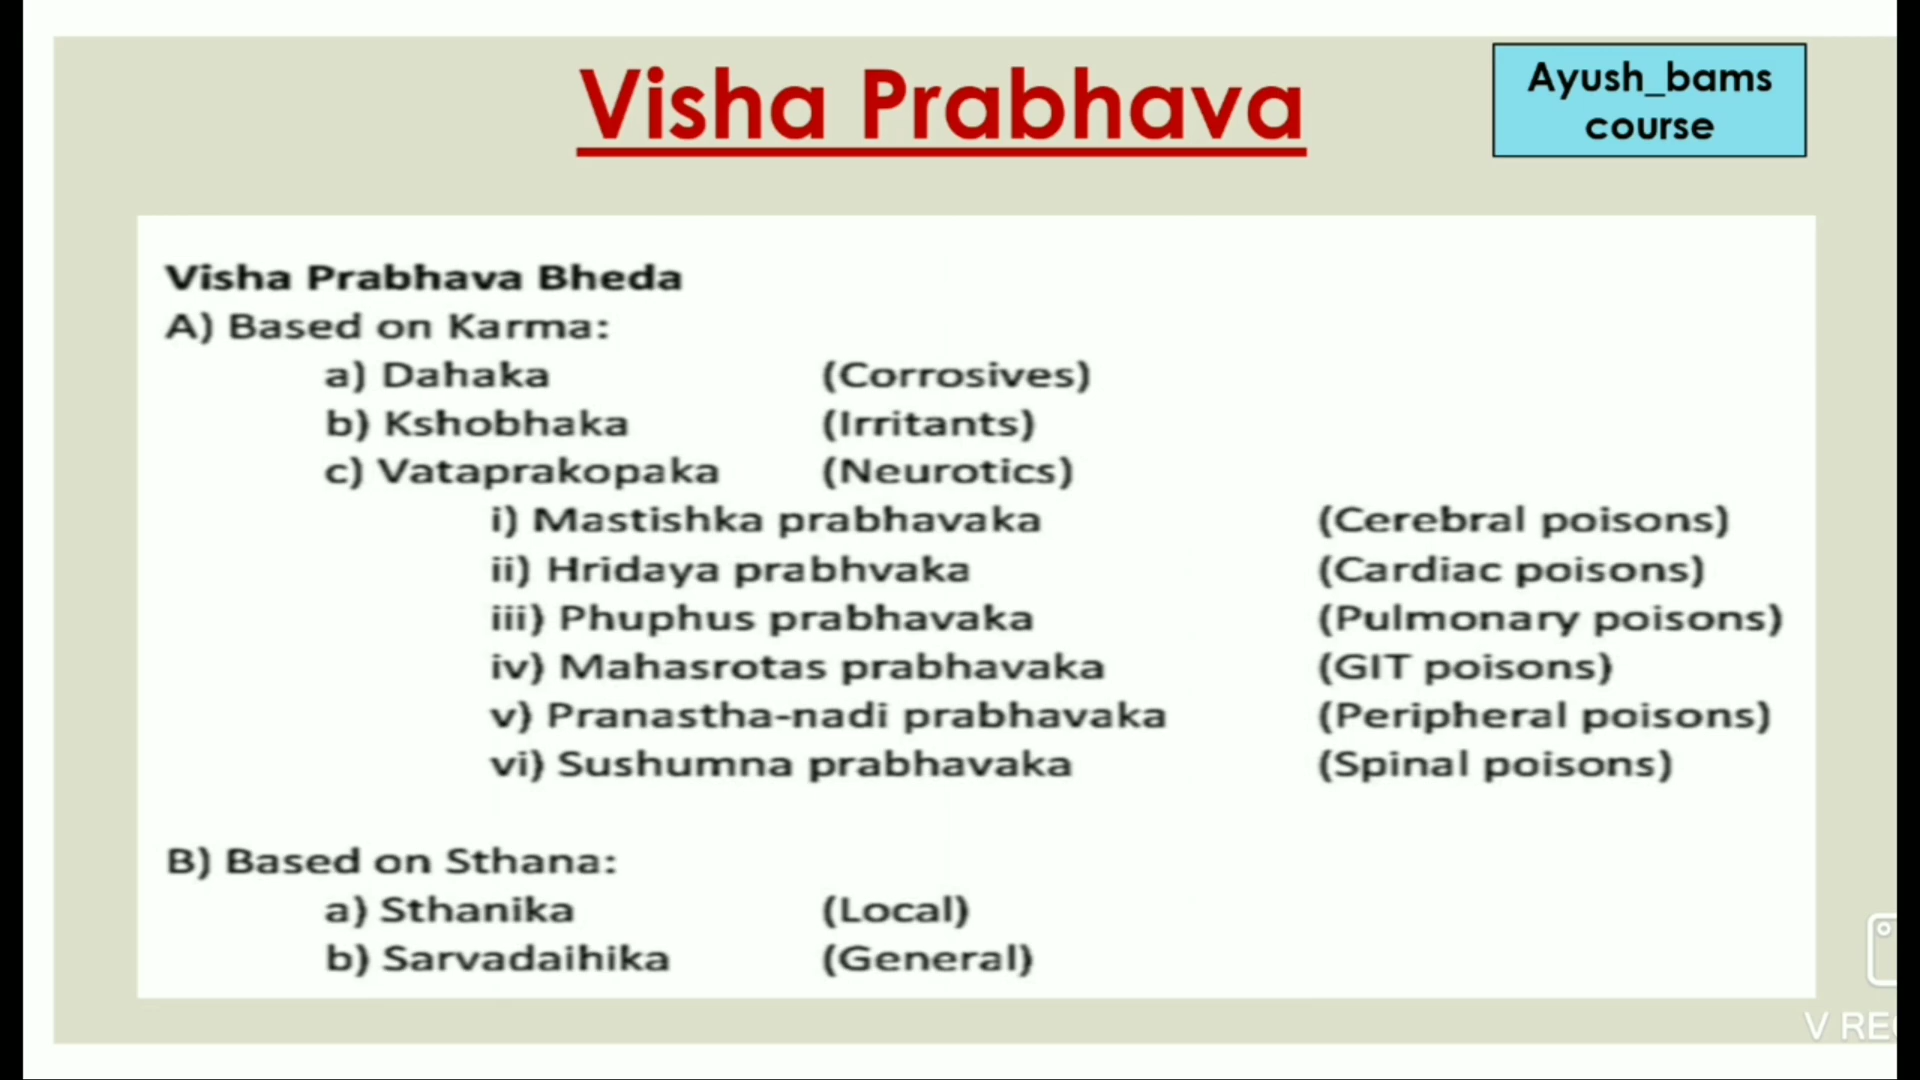 Visha Prabhava
Ayush_bams
course
Visha Prabhava Bheda
A) Based on Karma:
a) Dahaka (Corrosives)
b) Kshobhaka (Irritants)
c) Vataprakopaka (Neurotics)
i) Mastishka prabhavaka (Cerebral poisons)
ii) Hridaya prabhvaka (Cardiac poisons)
iii) Phuphus prabhavaka (Pulmonary poisons)
iv) Mahasrotas prabhavaka (GIT poisons)
v) Pranastha-nadi prabhavaka (Peripheral poisons)
vi) Sushumna prabhavaka (Spinal poisons)
B) Based on Sthana:
a) Sthanika (Local)
b) Sarvadaihika (General)
V